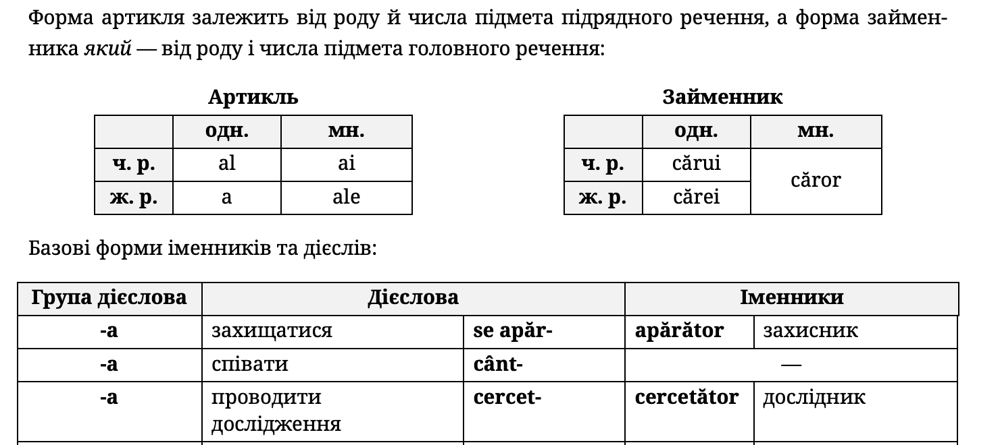 Форма артикля залежить від роду й числа підмета підрядного речення, а форма займен-
ника який — від роду і числа підмета головного речення:
Артикль
одн. мн.
ч. р. al ai
ж. р. a ale
Займенник
одн. мн.
ч. р. cărui căror
ж. р. cărei
Базові форми іменників та дієслів:
Група дієслова Дієслова Іменники
-a захищатися se apăr- apărător захисник
-a співати cânt- —
-a проводити cercet- cercetător дослідник
дослідження